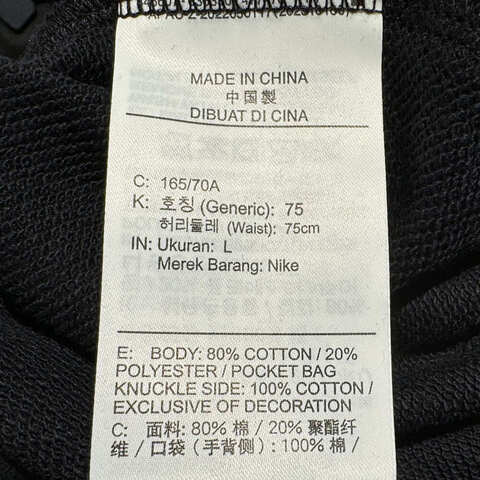 MADE IN CHINA
中国製
DIBUAT DI CINA
C: 165/70A
K: 호칭 (Generic): 75
허리둘레 (Waist): 75cm
IN: Ukuran: L
Merek Barang: Nike
E: BODY: 80% COTTON / 20%
POLYESTER / POCKET BAG
KNUCKLE SIDE: 100% COTTON /
EXCLUSIVE OF DECORATION
C: 面料: 80% 棉 / 20% 聚酯纤
维 / 口袋 (手背侧) : 100% 棉 /